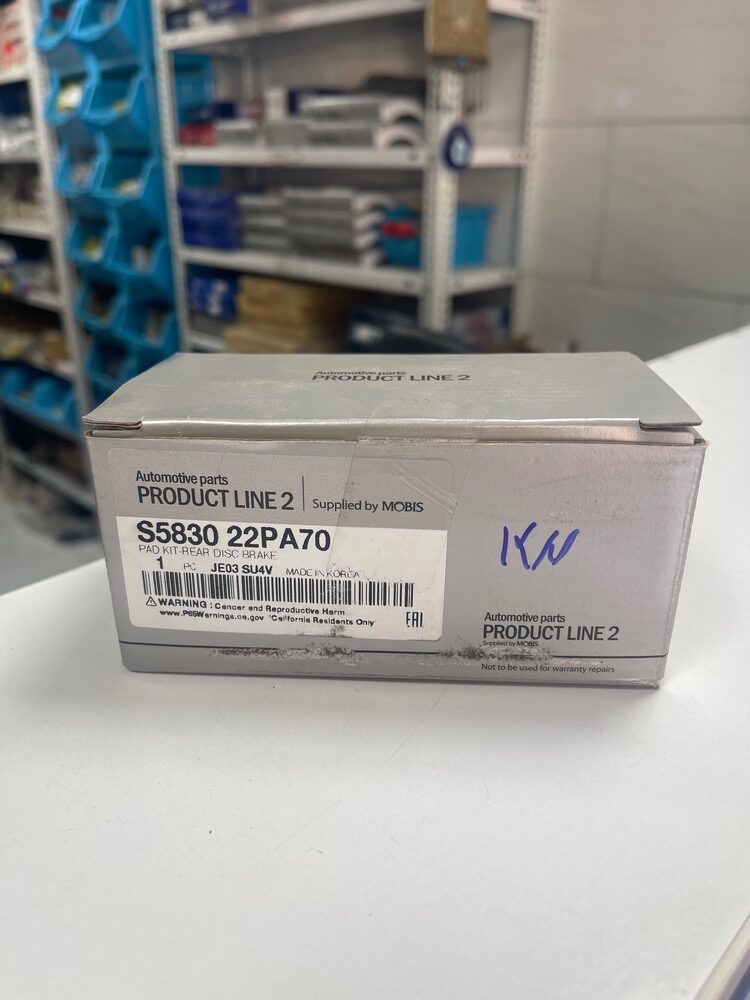 Automotive parts
PRODUCT LINE 2
Automotive parts
PRODUCT LINE 2
Supplied by MOBIS
S5830 22PA70
PAD KIT-REAR DISC BRAKE
1 PC JE03 SU4V MADE IN KOREA
WARNING : Cancer and Reproductive Harm
www.P65Warnings.ca.gov 'California Residents Only'
EAC
KN
Automotive parts
PRODUCT LINE 2
Supplied by MOBIS
Not to be used for warranty repairs